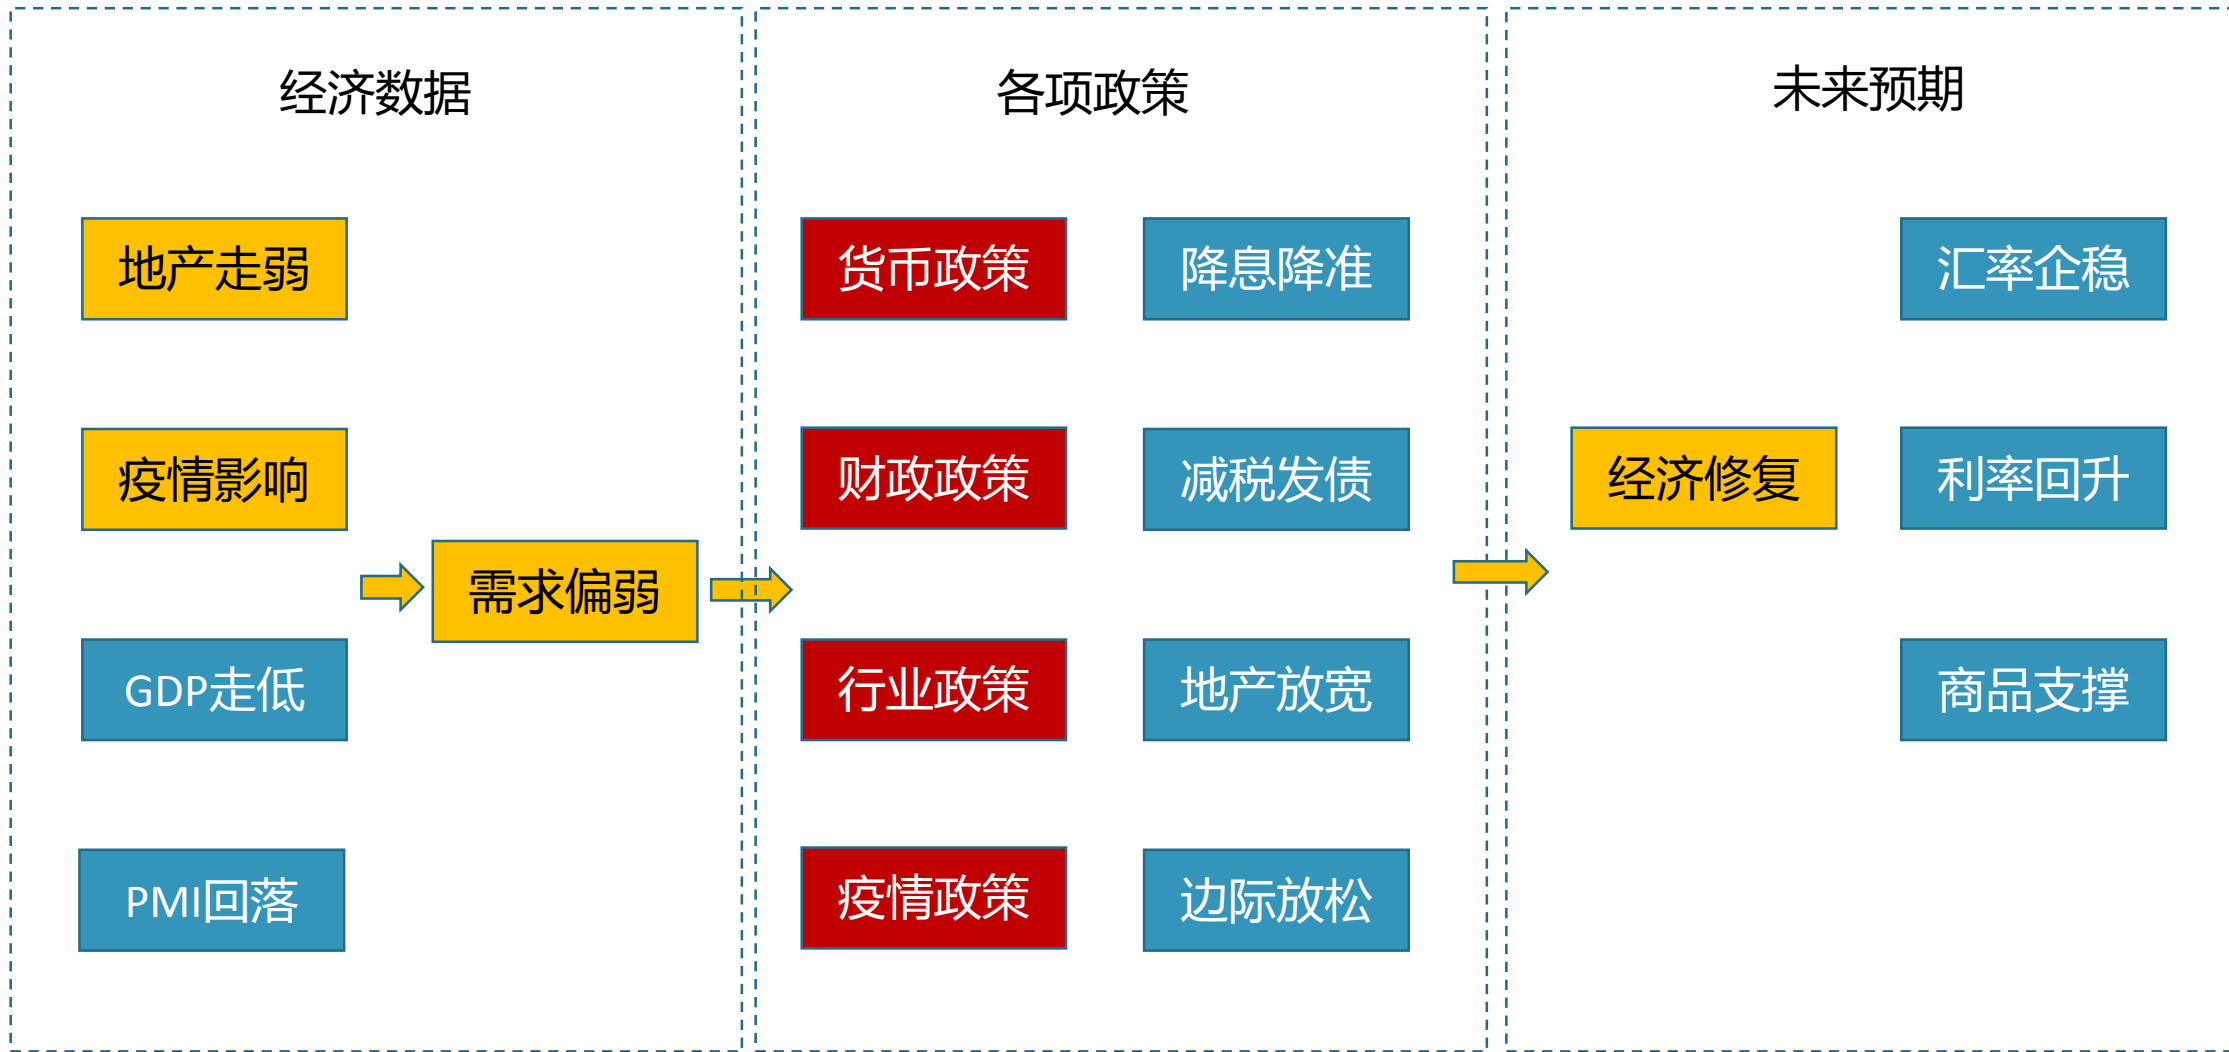 经济数据
地产走弱
疫情影响
GDP走低
PMI回落
需求偏弱
各项政策
货币政策
降息降准
财政政策
减税发债
行业政策
地产放宽
疫情政策
边际放松
未来预期
经济修复
汇率企稳
利率回升
商品支撑